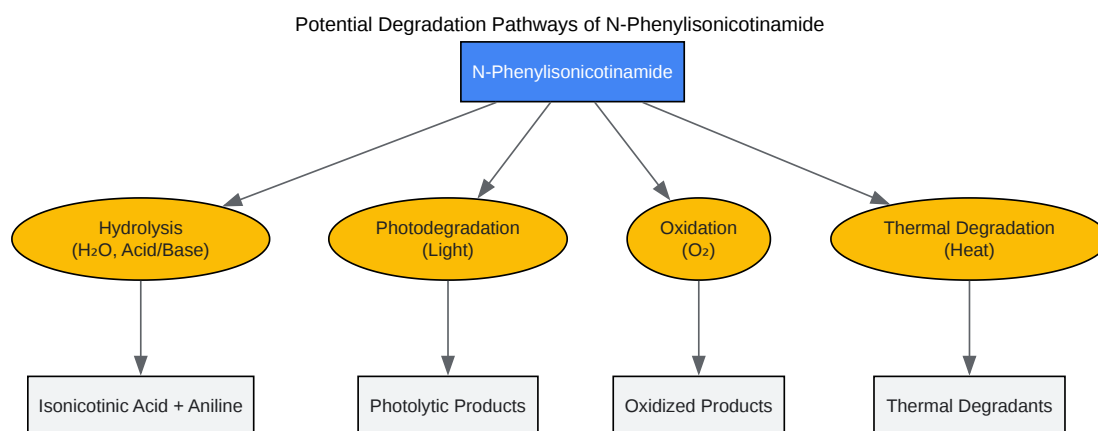 Potential Degradation Pathways of N-Phenylisonicotinamide
N-Phenylisonicotinamide
Hydrolysis
(H₂O, Acid/Base)
Photodegradation
(Light)
Oxidation
(O₂)
Thermal Degradation
(Heat)
Isonicotinic Acid + Aniline
Photolytic Products
Oxidized Products
Thermal Degradants